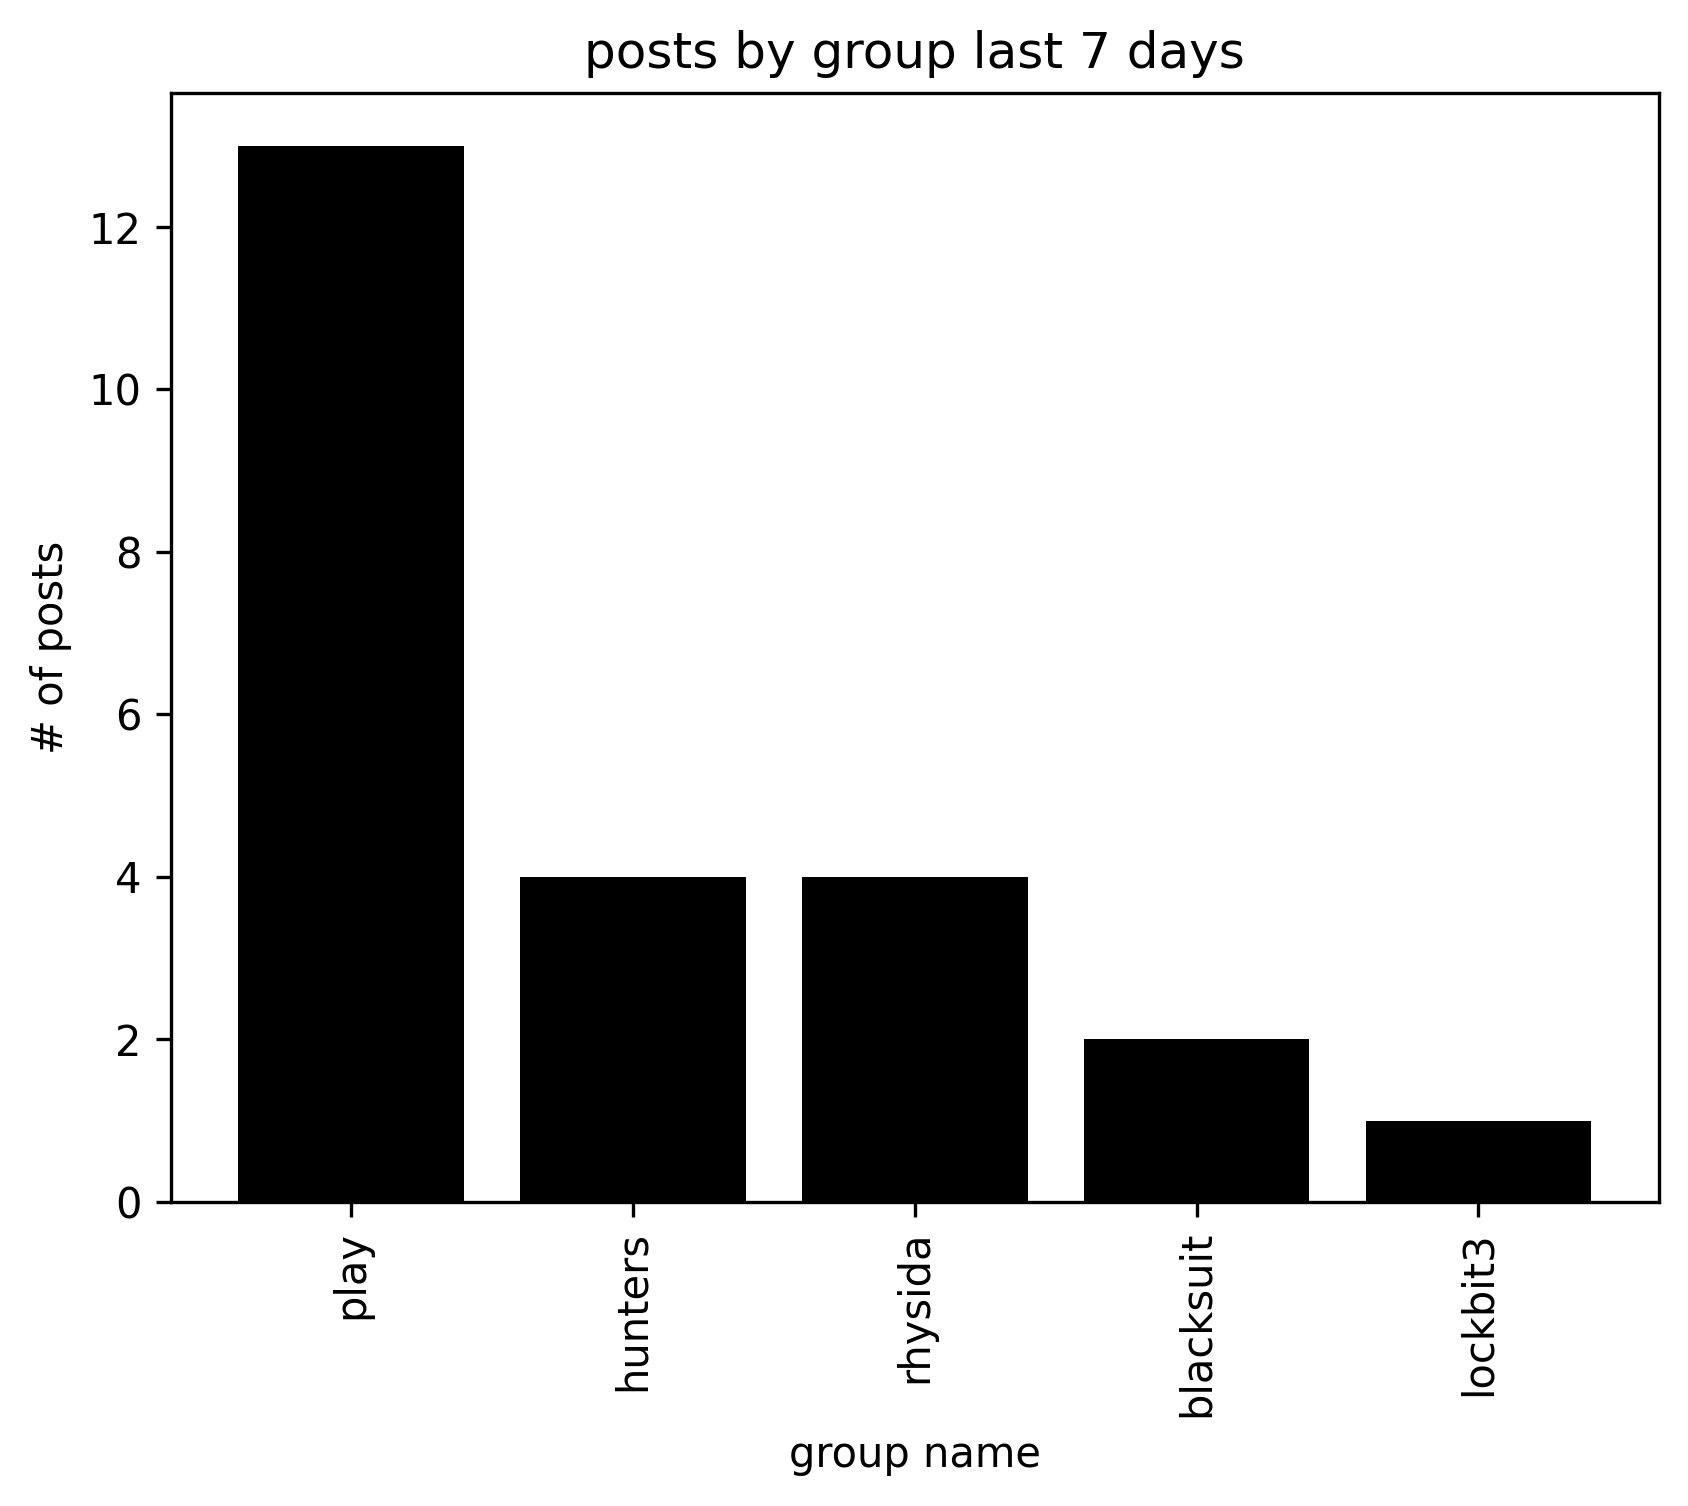 posts by group last 7 days
12
10
8
6
4
2
0
# of posts
play
hunters
rhysida
blacksuit
lockbit3
group name